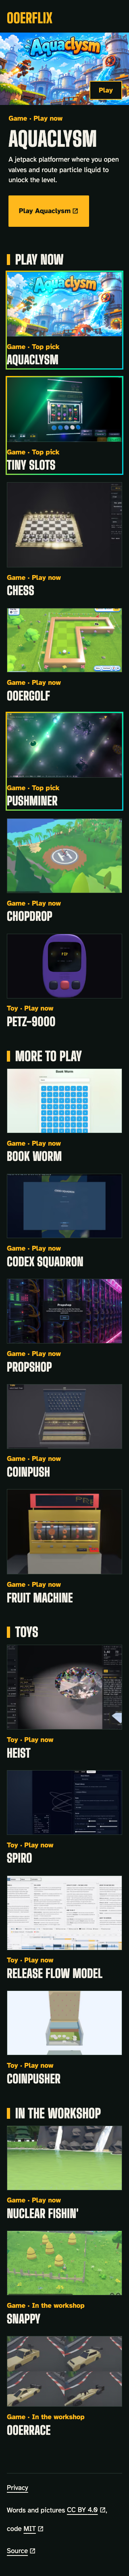 OOERFLIX
Aquaclysm
Play
Game · Play now
AQUACLYSM
A jetpack platformer where you open
valves and route particle liquid to
unlock the level.
Play Aquaclysm
PLAY NOW
Aquaclysm
Game · Top pick
AQUACLYSM
Game · Top pick
TINY SLOTS
Game · Play now
CHESS
Game · Play now
OOERGOLF
Game · Top pick
PUSHMINER
Game · Play now
CHOPDROP
Toy · Play now
PETZ-9000
MORE TO PLAY
Book Worm
Game · Play now
BOOK WORM
Game · Play now
CODEX SQUADRON
Propshop
Game · Play now
PROPSHOP
Game · Play now
COINPUSH
Game · Play now
FRUIT MACHINE
TOYS
Toy · Play now
HEIST
Toy · Play now
SPIRO
Toy · Play now
RELEASE FLOW MODEL
Toy · Play now
COINPUSHER
IN THE WORKSHOP
Game · Play now
NUCLEAR FISHIN'
Game · In the workshop
SNAPPY
Game · In the workshop
OOERRACE
Privacy
Words and pictures CC BY 4.0,
code MIT
Source